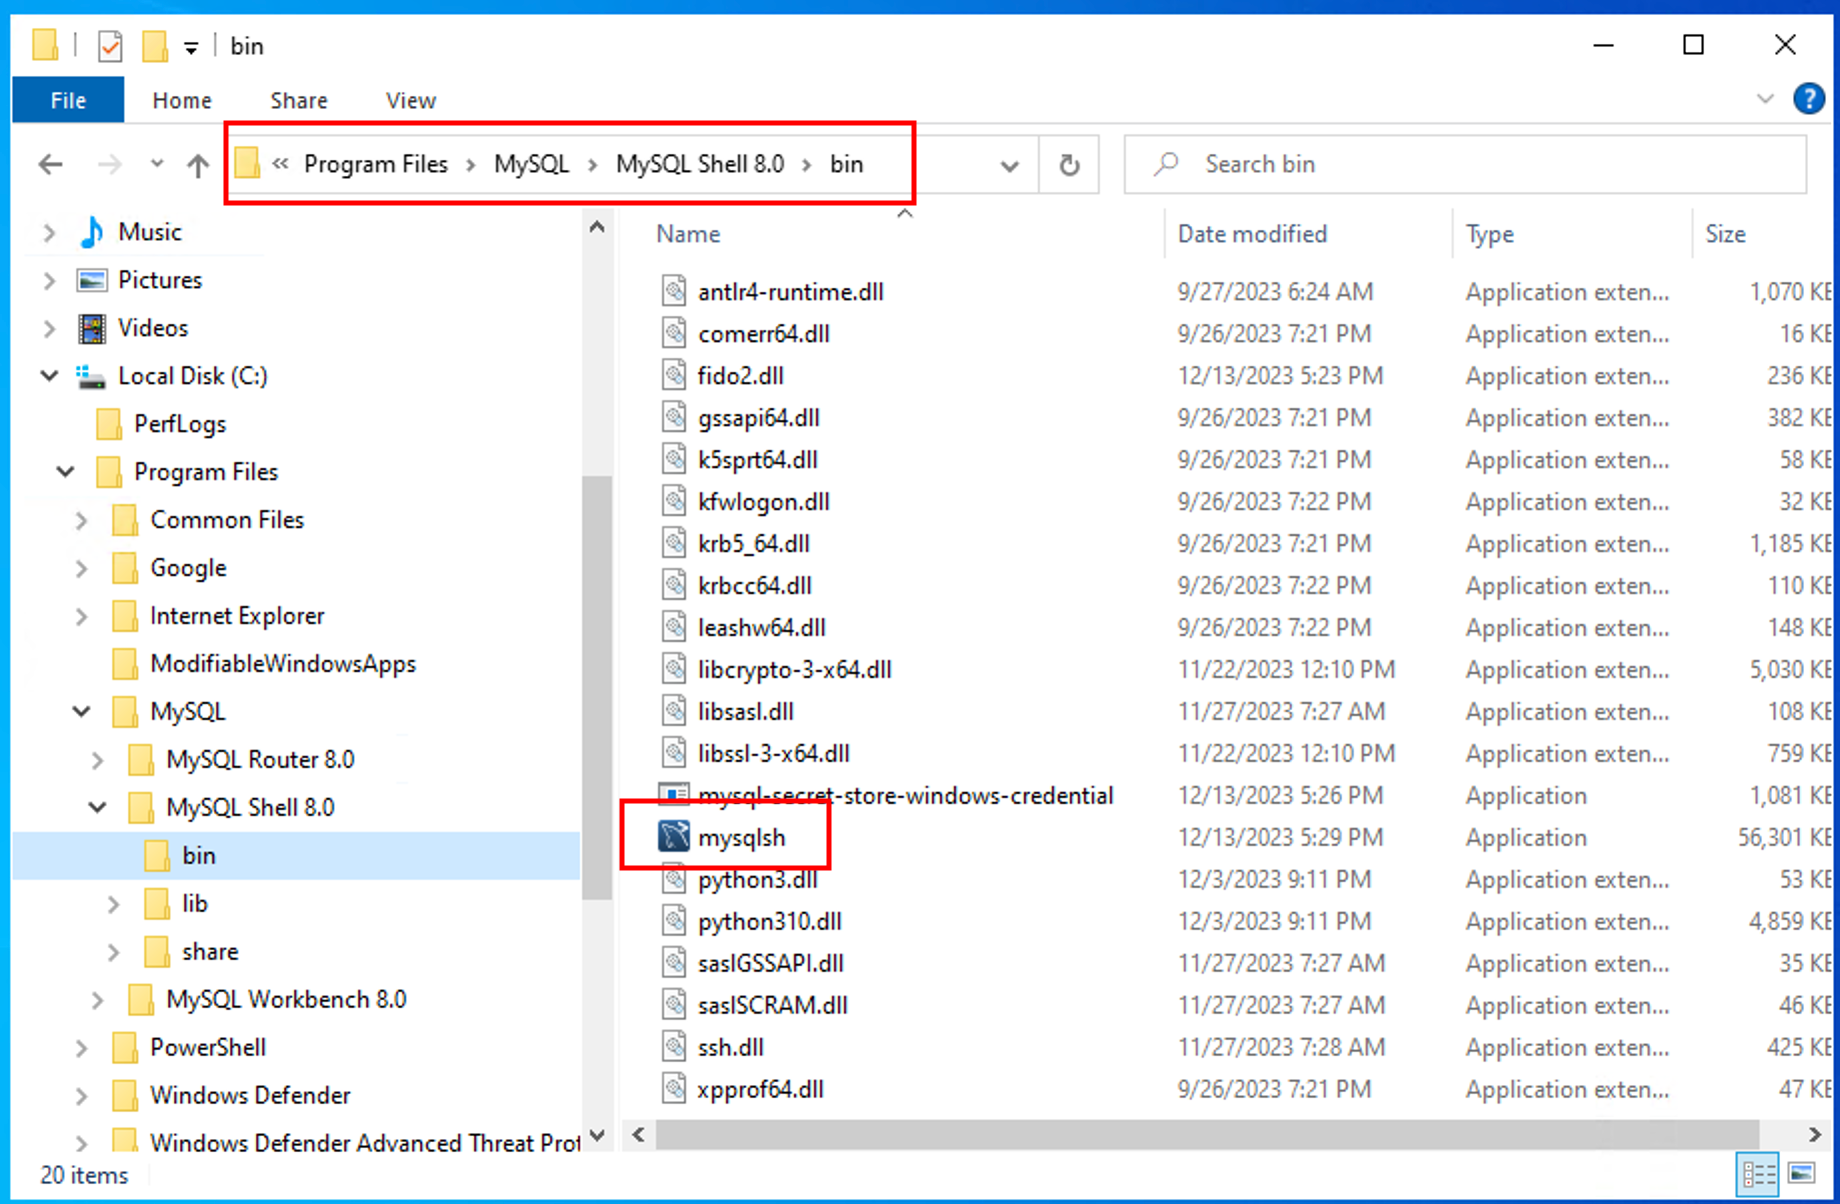 bin
File Home Share View
« Program Files > MySQL > MySQL Shell 8.0 > bin
Search bin
Music
Pictures
Videos
Local Disk (C:)
PerfLogs
Program Files
Common Files
Google
Internet Explorer
ModifiableWindowsApps
MySQL
MySQL Router 8.0
MySQL Shell 8.0
bin
lib
share
MySQL Workbench 8.0
PowerShell
Windows Defender
Windows Defender Advanced Threat Prot
Name Date modified Type Size
antlr4-runtime.dll 9/27/2023 6:24 AM Application exten... 1,070 KB
comerr64.dll 9/26/2023 7:21 PM Application exten... 16 KB
fido2.dll 12/13/2023 5:23 PM Application exten... 236 KB
gssapi64.dll 9/26/2023 7:21 PM Application exten... 382 KB
k5sprt64.dll 9/26/2023 7:21 PM Application exten... 58 KB
kfwlogon.dll 9/26/2023 7:22 PM Application exten... 32 KB
krb5_64.dll 9/26/2023 7:21 PM Application exten... 1,185 KB
krbcc64.dll 9/26/2023 7:22 PM Application exten... 110 KB
leashw64.dll 9/26/2023 7:22 PM Application exten... 148 KB
libcrypto-3-x64.dll 11/22/2023 12:10 PM Application exten... 5,030 KB
libsasl.dll 11/27/2023 7:27 AM Application exten... 108 KB
libssl-3-x64.dll 11/22/2023 12:10 PM Application exten... 759 KB
mysql-secret-store-windows-credential 12/13/2023 5:26 PM Application 1,081 KB
mysqlsh 12/13/2023 5:29 PM Application 56,301 KB
python3.dll 12/3/2023 9:11 PM Application exten... 53 KB
python310.dll 12/3/2023 9:11 PM Application exten... 4,859 KB
saslGSSAPI.dll 11/27/2023 7:27 AM Application exten... 35 KB
saslSCRAM.dll 11/27/2023 7:27 AM Application exten... 46 KB
ssh.dll 11/27/2023 7:28 AM Application exten... 425 KB
xpprof64.dll 9/26/2023 7:21 PM Application exten... 47 KB
20 items